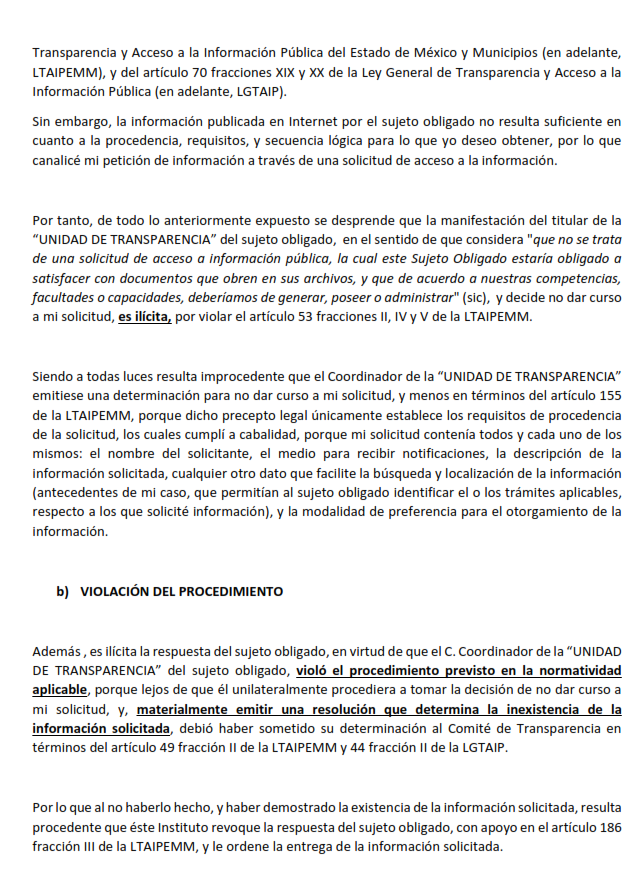 Transparencia y Acceso a la Información Pública del Estado de México y Municipios (en adelante,
LTAIPEMM), y del artículo 70 fracciones XIX y XX de la Ley General de Transparencia y Acceso a la
Información Pública (en adelante, LGTAIP).
Sin embargo, la información publicada en Internet por el sujeto obligado no resulta suficiente en
cuanto a la procedencia, requisitos, y secuencia lógica para lo que yo deseo obtener, por lo que
canalicé mi petición de información a través de una solicitud de acceso a la información.
Por tanto, de todo lo anteriormente expuesto se desprende que la manifestación del titular de la
“UNIDAD DE TRANSPARENCIA” del sujeto obligado, en el sentido de que considera "que no se trata
de una solicitud de acceso a información pública, la cual este Sujeto Obligado estaría obligado a
satisfacer con documentos que obren en sus archivos, y que de acuerdo a nuestras competencias,
facultades o capacidades, deberíamos de generar, poseer o administrar" (sic), y decide no dar curso
a mi solicitud, es ilícita, por violar el artículo 53 fracciones II, IV y V de la LTAIPEMM.
Siendo a todas luces resulta improcedente que el Coordinador de la “UNIDAD DE TRANSPARENCIA”
emitiese una determinación para no dar curso a mi solicitud, y menos en términos del artículo 155
de la LTAIPEMM, porque dicho precepto legal únicamente establece los requisitos de procedencia
de la solicitud, los cuales cumplí a cabalidad, porque mi solicitud contenía todos y cada uno de los
mismos: el nombre del solicitante, el medio para recibir notificaciones, la descripción de la
información solicitada, cualquier otro dato que facilite la búsqueda y localización de la información
(antecedentes de mi caso, que permitían al sujeto obligado identificar el o los trámites aplicables,
respecto a los que solicité información), y la modalidad de preferencia para el otorgamiento de la
información.
b) VIOLACIÓN DEL PROCEDIMIENTO
Además , es ilícita la respuesta del sujeto obligado, en virtud de que el C. Coordinador de la “UNIDAD
DE TRANSPARENCIA” del sujeto obligado, violó el procedimiento previsto en la normatividad
aplicable, porque lejos de que él unilateralmente procediera a tomar la decisión de no dar curso a
mi solicitud, y, materialmente emitir una resolución que determina la inexistencia de la
información solicitada, debió haber sometido su determinación al Comité de Transparencia en
términos del artículo 49 fracción II de la LTAIPEMM y 44 fracción II de la LGTAIP.
Por lo que al no haberlo hecho, y haber demostrado la existencia de la información solicitada, resulta
procedente que éste Instituto revoque la respuesta del sujeto obligado, con apoyo en el artículo 186
fracción III de la LTAIPEMM, y le ordene la entrega de la información solicitada.